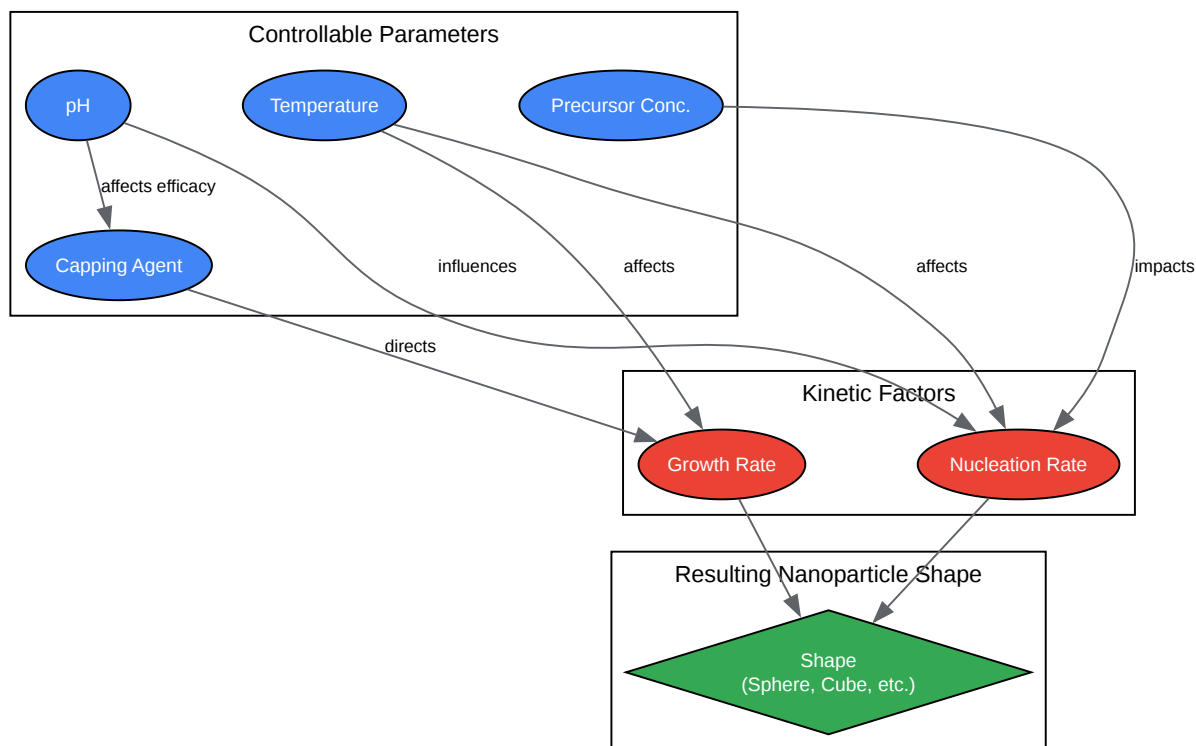 Controllable Parameters
pH
Temperature
Precursor Conc.
affects efficacy
Capping Agent
influences
affects
affects
impacts
directs
Kinetic Factors
Growth Rate
Nucleation Rate
Resulting Nanoparticle Shape
Shape
(Sphere, Cube, etc.)